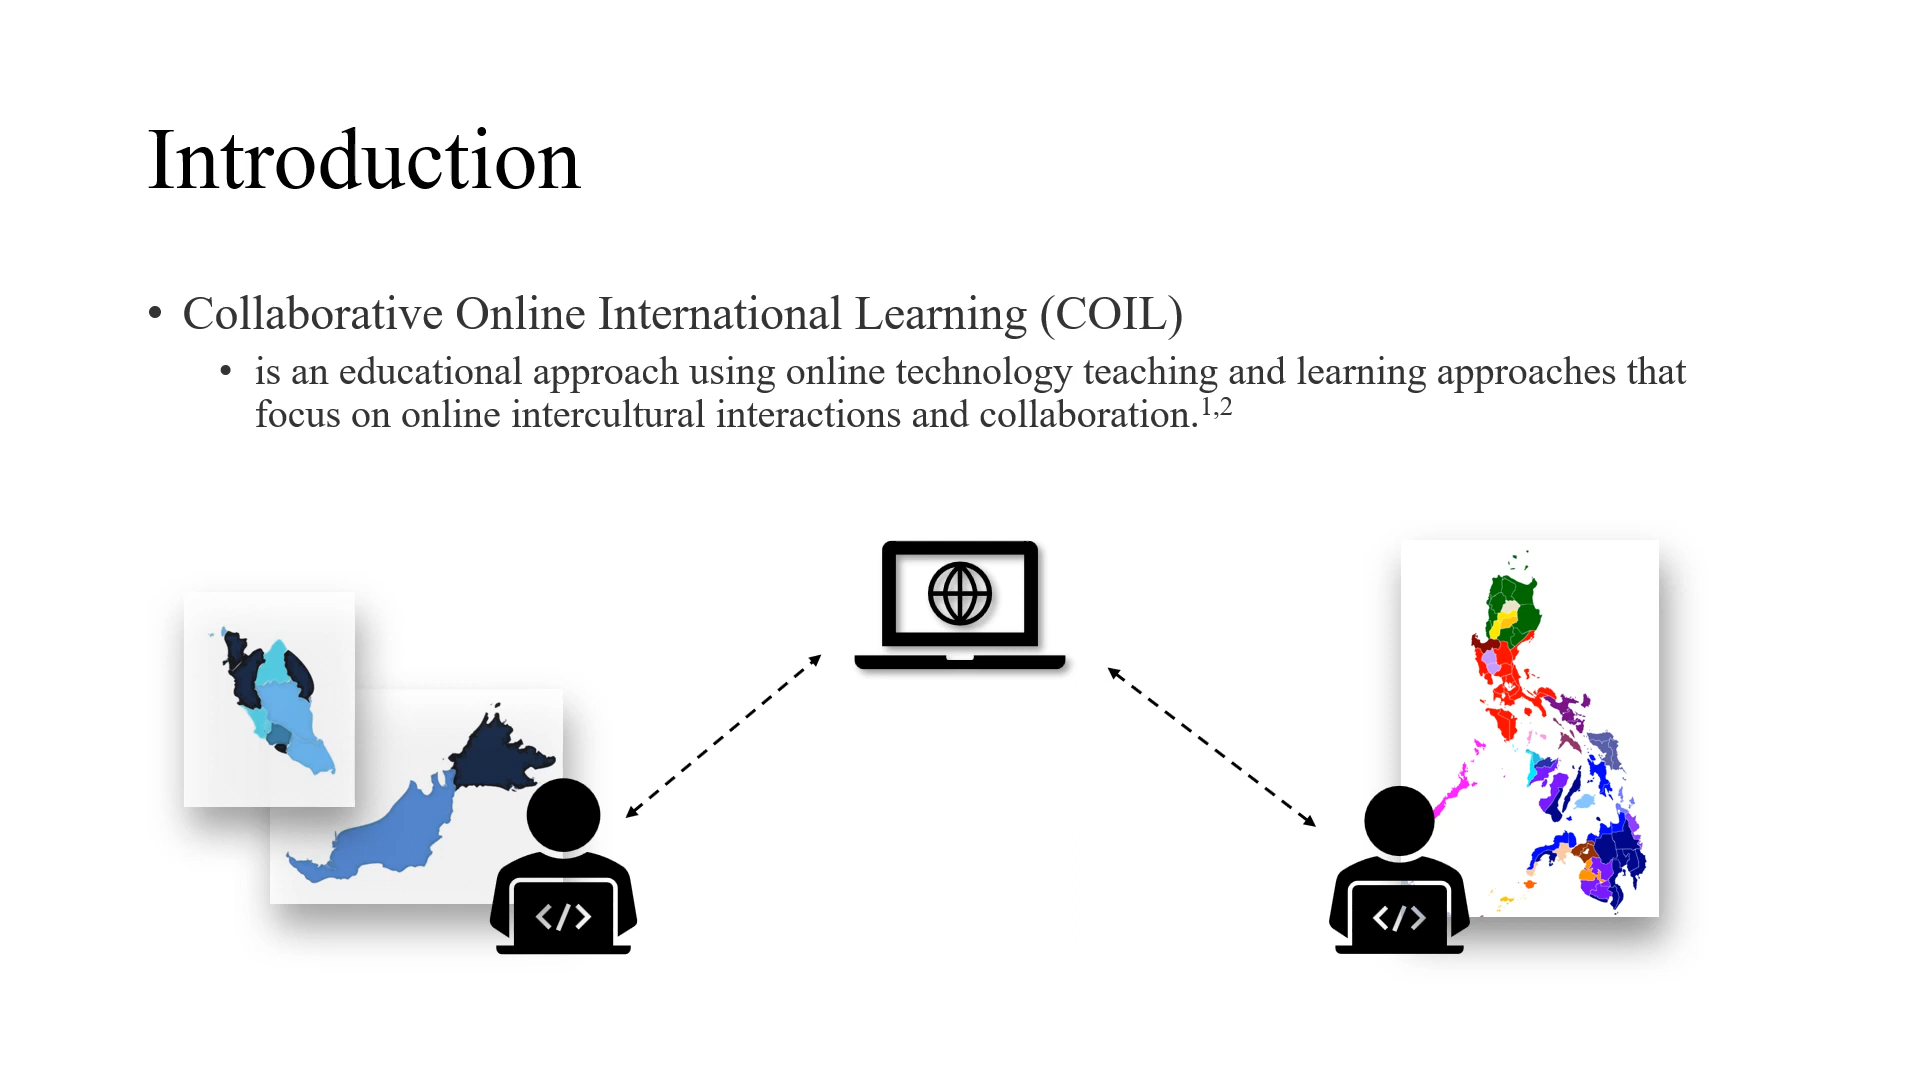 Introduction
• Collaborative Online International Learning (COIL)
• is an educational approach using online technology teaching and learning approaches that
focus on online intercultural interactions and collaboration.1,2
</>
</>